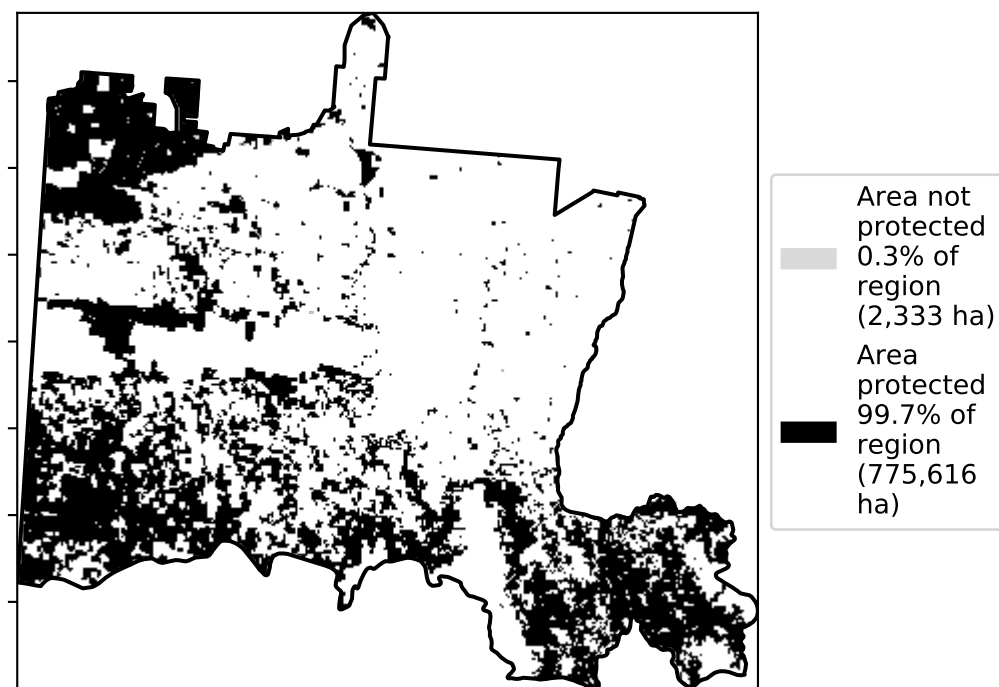 Area not
protected
0.3% of
region
(2,333 ha)
Area
protected
99.7% of
region
(775,616
ha)